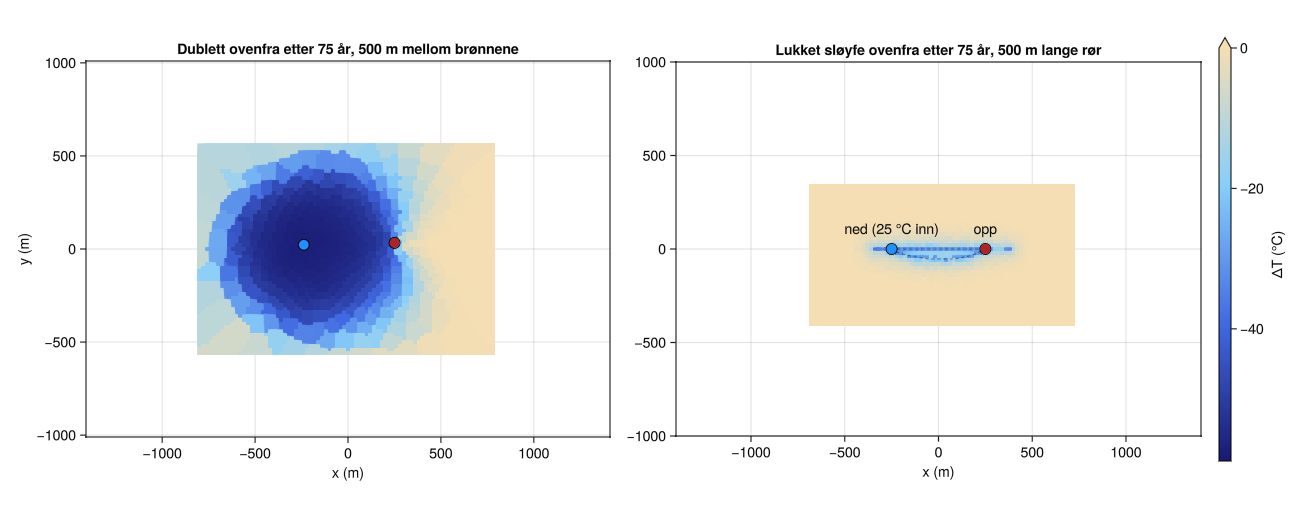 Dublett ovenfra etter 75 år, 500 m mellom brønnene
1000
500
0
−500
−1000
y (m)
−1000
−500
0
500
1000
x (m)
Lukket sløyfe ovenfra etter 75 år, 500 m lange rør
1000
500
0
−500
−1000
ned (25 °C inn)
opp
−1000
−500
0
500
1000
x (m)
0
−20
−40
ΔT (°C)